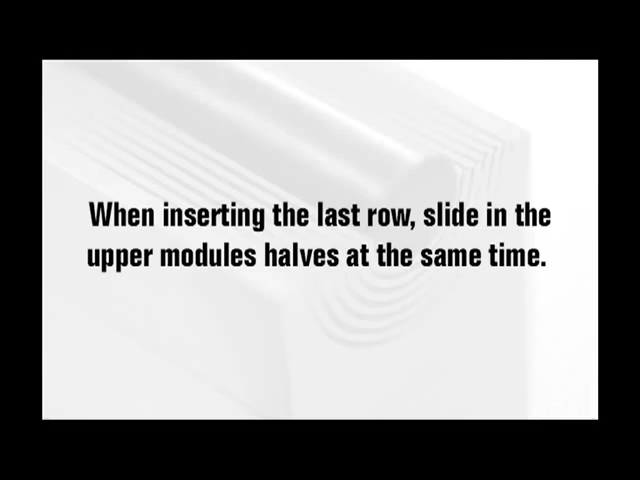 When inserting the last row, slide in the
upper modules halves at the same time.